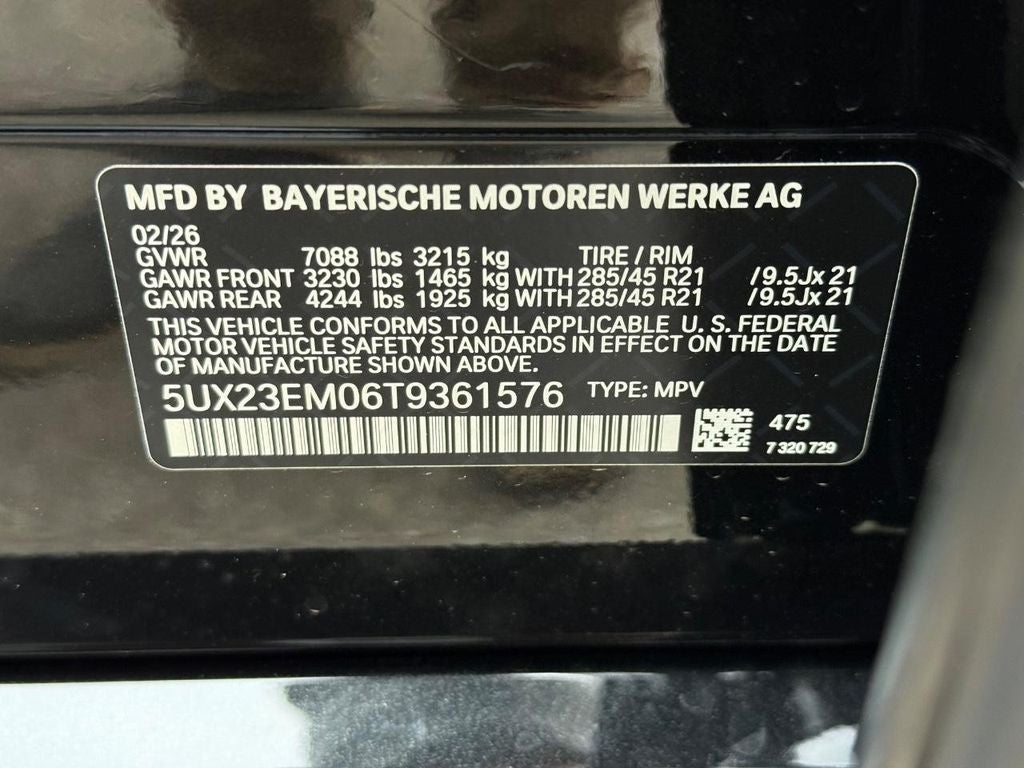 MFD BY BAYERISCHE MOTOREN WERKE AG
02/26
GVWR 7088 lbs 3215 kg TIRE / RIM
GAWR FRONT 3230 lbs 1465 kg WITH 285/45 R21 /9.5Jx 21
GAWR REAR 4244 lbs 1925 kg WITH 285/45 R21 /9.5Jx 21
THIS VEHICLE CONFORMS TO ALL APPLICABLE U. S. FEDERAL
MOTOR VEHICLE SAFETY STANDARDS IN EFFECT ON THE DATE
OF MANUFACTURE SHOWN ABOVE.
5UX23EM06T9361576 TYPE: MPV
475
7 320 729